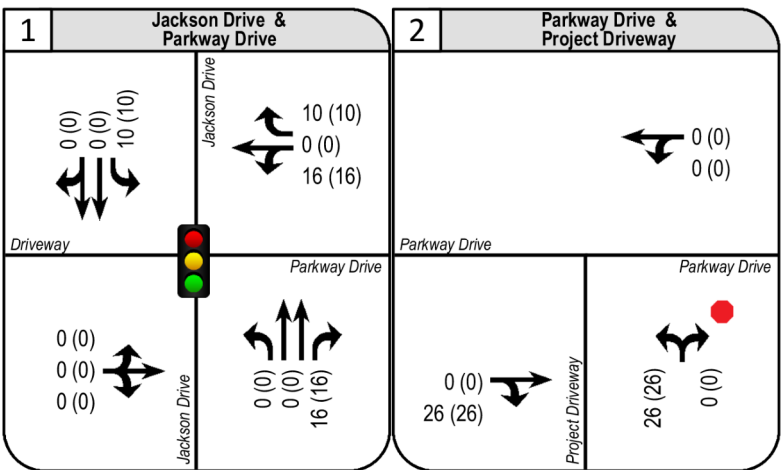 1
Jackson Drive &
Parkway Drive
0 (0)
0 (0)
10 (10)
Jackson Drive
10 (10)
0 (0)
16 (16)
Driveway
Parkway Drive
0 (0)
0 (0)
0 (0)
Jackson Drive
0 (0)
0 (0)
16 (16)
2
Parkway Drive &
Project Driveway
0 (0)
0 (0)
Parkway Drive
Parkway Drive
0 (0)
26 (26)
Project Driveway
26 (26)
0 (0)